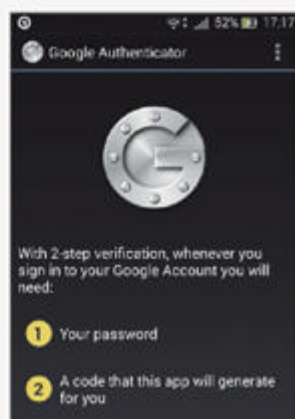 52% 17:17
Google Authenticator
With 2-step verification, whenever you
sign in to your Google Account you will
need:
1 Your password
2 A code that this app will generate
for you